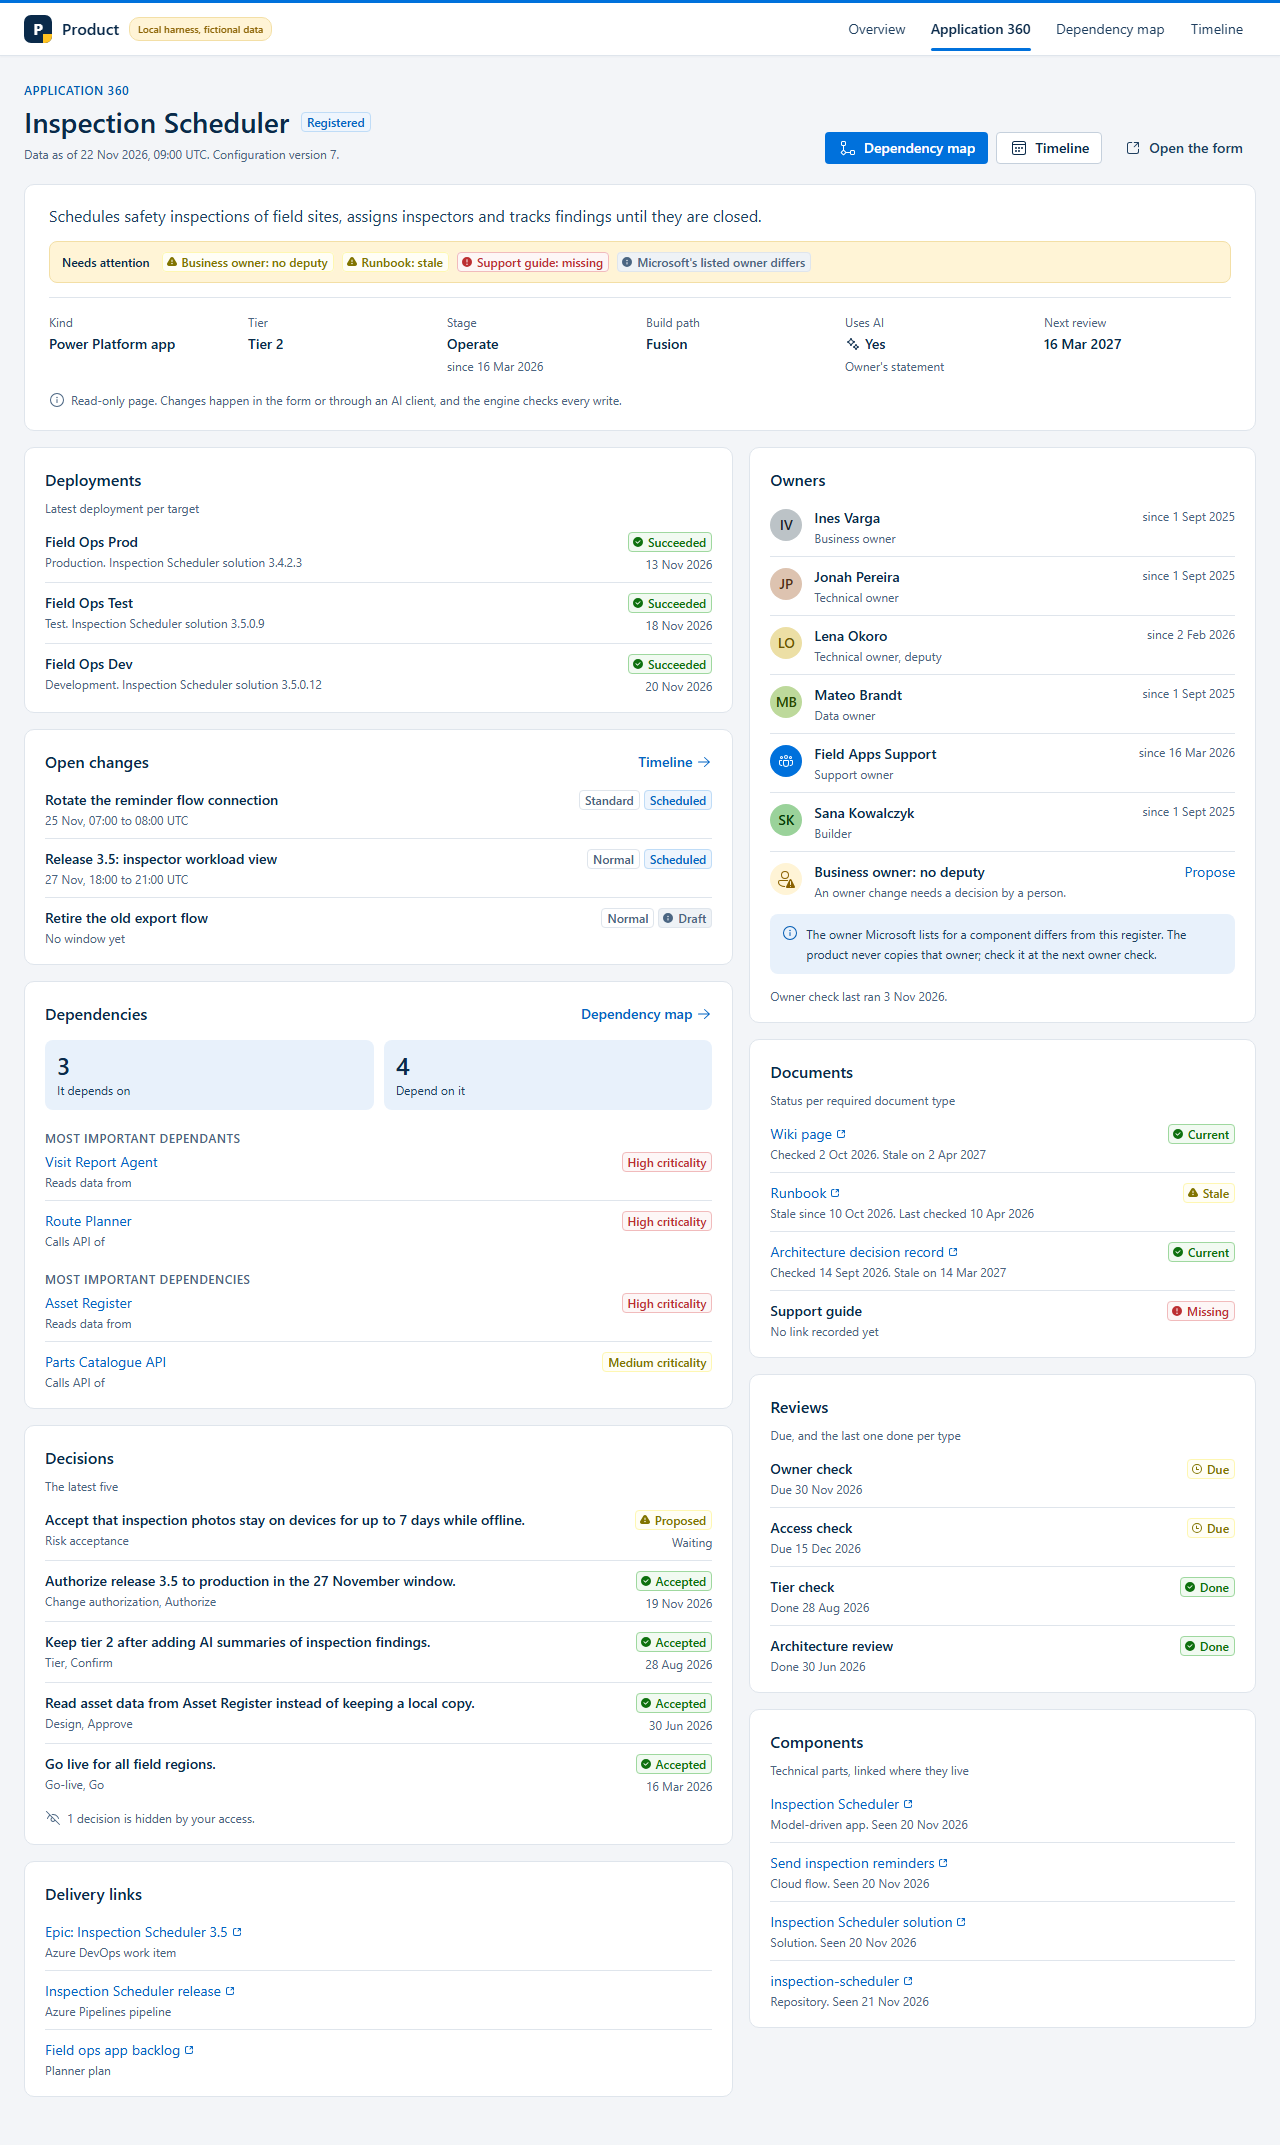 P
Product
Local harness, fictional data
Overview
Application 360
Dependency map
Timeline
APPLICATION 360
Inspection Scheduler
Registered
Data as of 22 Nov 2026, 09:00 UTC. Configuration version 7.
Dependency map
Timeline
Open the form
Schedules safety inspections of field sites, assigns inspectors and tracks findings until they are closed.
Needs attention
Business owner: no deputy
Runbook: stale
Support guide: missing
Microsoft's listed owner differs
Kind
Power Platform app
Tier
Tier 2
Stage
Operate
since 16 Mar 2026
Build path
Fusion
Uses AI
Yes
Owner's statement
Next review
16 Mar 2027
Read-only page. Changes happen in the form or through an AI client, and the engine checks every write.
Deployments
Latest deployment per target
Field Ops Prod
Succeeded
Production. Inspection Scheduler solution 3.4.2.3
13 Nov 2026
Field Ops Test
Succeeded
Test. Inspection Scheduler solution 3.5.0.9
18 Nov 2026
Field Ops Dev
Succeeded
Development. Inspection Scheduler solution 3.5.0.12
20 Nov 2026
Open changes
Timeline
Rotate the reminder flow connection
Standard
Scheduled
25 Nov, 07:00 to 08:00 UTC
Release 3.5: inspector workload view
Normal
Scheduled
27 Nov, 18:00 to 21:00 UTC
Retire the old export flow
Normal
Draft
No window yet
Dependencies
Dependency map
3
It depends on
4
Depend on it
MOST IMPORTANT DEPENDANTS
Visit Report Agent
High criticality
Reads data from
Route Planner
High criticality
Calls API of
MOST IMPORTANT DEPENDENCIES
Asset Register
High criticality
Reads data from
Parts Catalogue API
Medium criticality
Calls API of
Decisions
The latest five
Accept that inspection photos stay on devices for up to 7 days while offline.
Proposed
Risk acceptance
Waiting
Authorize release 3.5 to production in the 27 November window.
Accepted
Change authorization, Authorize
19 Nov 2026
Keep tier 2 after adding AI summaries of inspection findings.
Accepted
Tier, Confirm
28 Aug 2026
Read asset data from Asset Register instead of keeping a local copy.
Accepted
Design, Approve
30 Jun 2026
Go live for all field regions.
Accepted
Go-live, Go
16 Mar 2026
1 decision is hidden by your access.
Delivery links
Epic: Inspection Scheduler 3.5
Azure DevOps work item
Inspection Scheduler release
Azure Pipelines pipeline
Field ops app backlog
Planner plan
Owners
IV
Ines Varga
since 1 Sept 2025
Business owner
JP
Jonah Pereira
since 1 Sept 2025
Technical owner
LO
Lena Okoro
since 2 Feb 2026
Technical owner, deputy
MB
Mateo Brandt
since 1 Sept 2025
Data owner
Field Apps Support
since 16 Mar 2026
Support owner
SK
Sana Kowalczyk
since 1 Sept 2025
Builder
Business owner: no deputy
Propose
An owner change needs a decision by a person.
The owner Microsoft lists for a component differs from this register. The
product never copies that owner; check it at the next owner check.
Owner check last ran 3 Nov 2026.
Documents
Status per required document type
Wiki page
Current
Checked 2 Oct 2026. Stale on 2 Apr 2027
Runbook
Stale
Stale since 10 Oct 2026. Last checked 10 Apr 2026
Architecture decision record
Current
Checked 14 Sept 2026. Stale on 14 Mar 2027
Support guide
Missing
No link recorded yet
Reviews
Due, and the last one done per type
Owner check
Due
Due 30 Nov 2026
Access check
Due
Due 15 Dec 2026
Tier check
Done
Done 28 Aug 2026
Architecture review
Done
Done 30 Jun 2026
Components
Technical parts, linked where they live
Inspection Scheduler
Model-driven app. Seen 20 Nov 2026
Send inspection reminders
Cloud flow. Seen 20 Nov 2026
Inspection Scheduler solution
Solution. Seen 20 Nov 2026
inspection-scheduler
Repository. Seen 21 Nov 2026